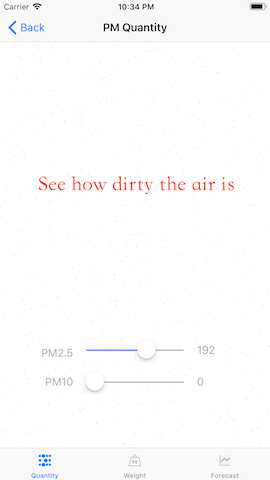 Carrier 10:34 PM
Back PM Quantity
See how dirty the air is
PM2.5 192
PM10 0
Kg
Quantity Weight Forecast